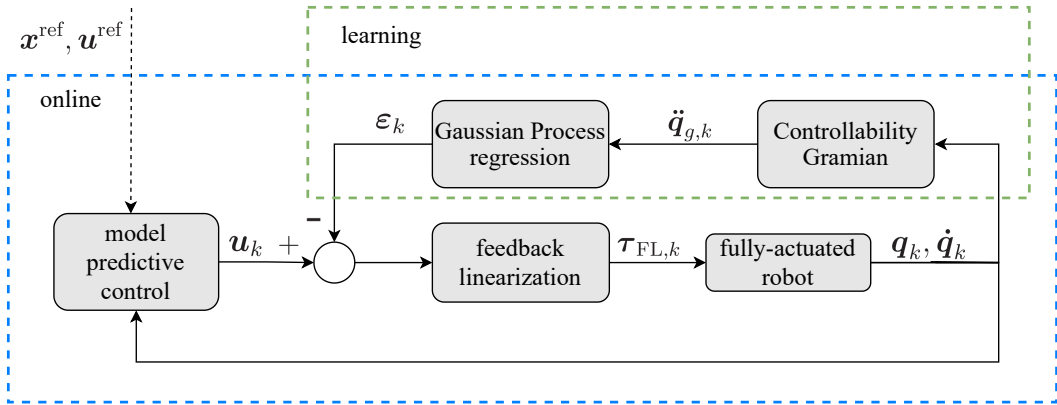 learning
x^ref, u^ref
online
ε_k
Gaussian Process
regression
q̈_{g,k}
Controllability
Gramian
−
model
predictive
control
u_k +
feedback
linearization
τ_{FL,k}
fully-actuated
robot
q_k, q̇_k